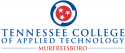 TENNESSEE COLLEGE
OF APPLIED TECHNOLOGY
MURFREESBORO